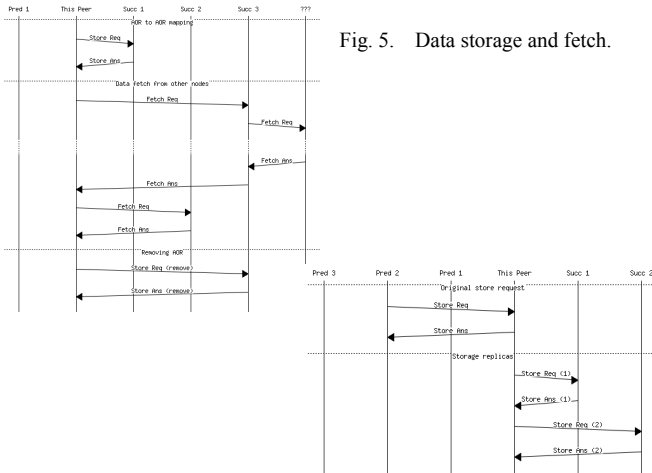 Pred 1 This Peer Succ 1 Succ 2 Succ 3 ???
AOR to AOR mapping
Store Req
Store Ans
Data fetch from other nodes
Fetch Req
Fetch Req
Fetch Ans
Fetch Ans
Fetch Req
Fetch Ans
Removing AOR
Store Req (remove)
Store Ans (remove)
Fig. 5. Data storage and fetch.
Pred 3 Pred 2 Pred 1 This Peer Succ 1 Succ 2
Original store request
Store Req
Store Ans
Storage replicas
Store Req (1)
Store Ans (1)
Store Req (2)
Store Ans (2)